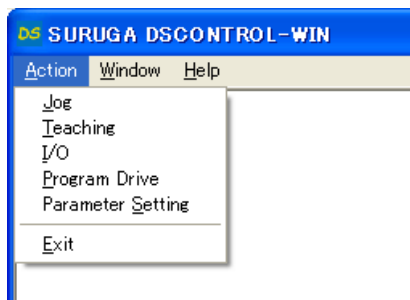 DS SURUGA DSCONTROL-WIN
Action Window Help
Jog
Teaching
I/O
Program Drive
Parameter Setting
Exit